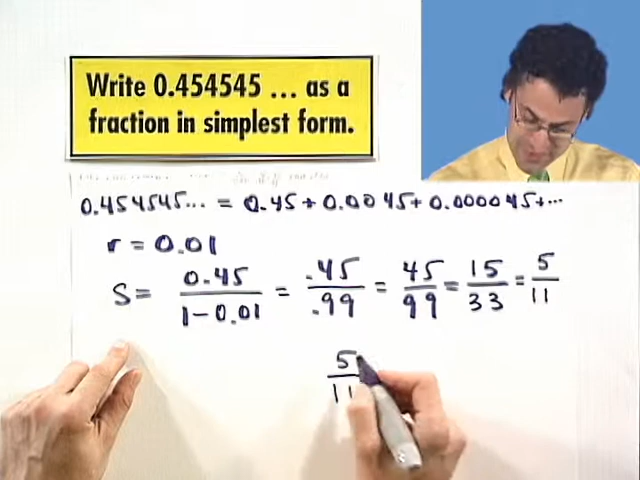 Write 0.454545 ... as a
fraction in simplest form.
0.454545... = 0.45 + 0.0045 + 0.000045 + ...
r = 0.01
S = 0.45 / 1 - 0.01 = .45 / .99 = 45 / 99 = 15 / 33 = 5 / 11
5 / 11